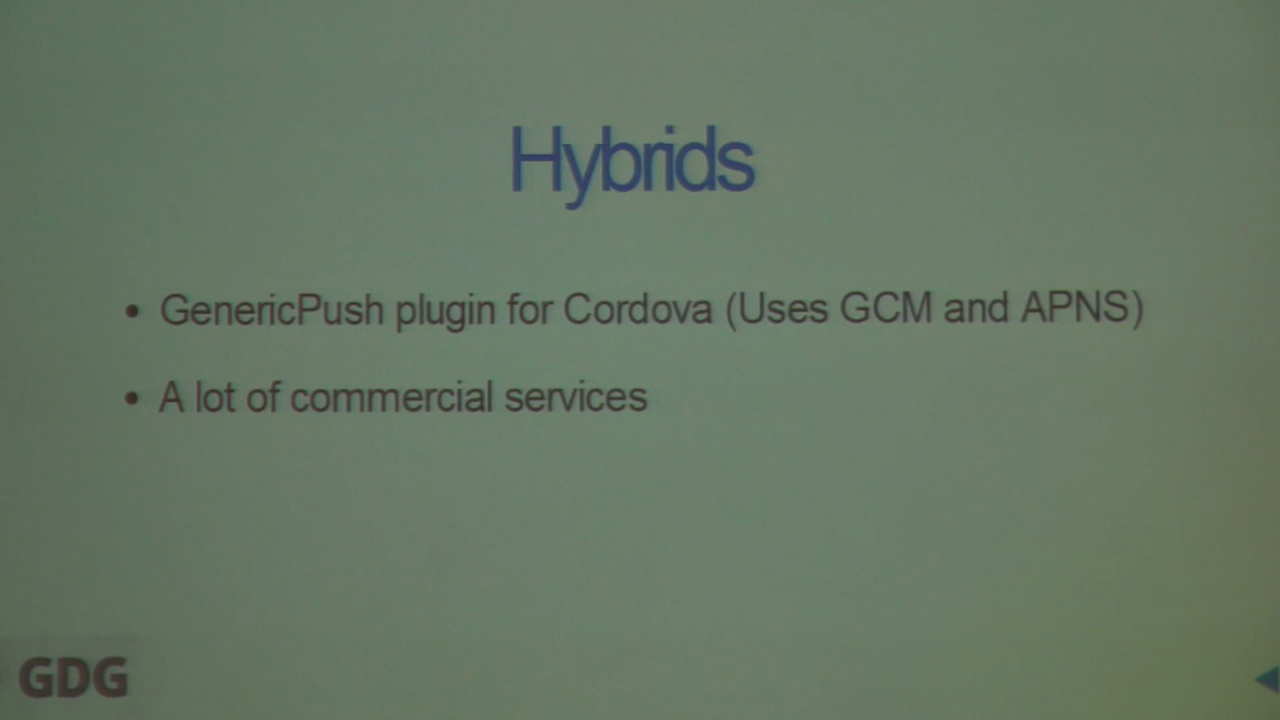 Hybrids
• GenericPush plugin for Cordova (Uses GCM and APNS)
• A lot of commercial services
GDG